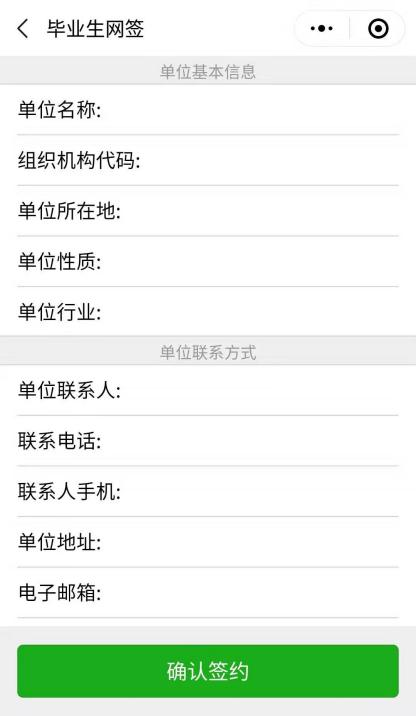 毕业生网签
单位基本信息
单位名称:
组织机构代码:
单位所在地:
单位性质:
单位行业:
单位联系方式
单位联系人:
联系电话:
联系人手机:
单位地址:
电子邮箱:
确认签约